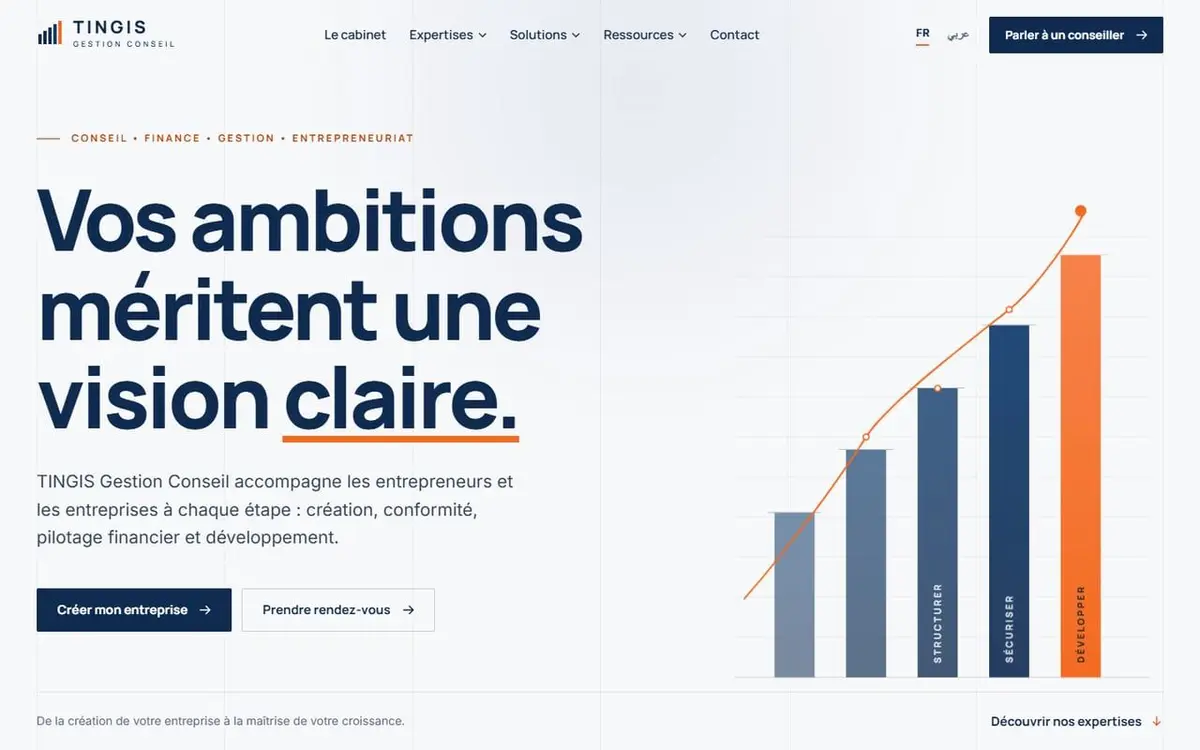 TINGIS
GESTION CONSEIL
Le cabinet
Expertises
Solutions
Ressources
Contact
FR
عربي
Parler à un conseiller →
CONSEIL • FINANCE • GESTION • ENTREPRENEURIAT
Vos ambitions
méritent une
vision claire.
TINGIS Gestion Conseil accompagne les entrepreneurs et
les entreprises à chaque étape : création, conformité,
pilotage financier et développement.
Créer mon entreprise →
Prendre rendez-vous →
STRUCTURER
SÉCURISER
DÉVELOPPER
De la création de votre entreprise à la maîtrise de votre croissance.
Découvrir nos expertises ↓